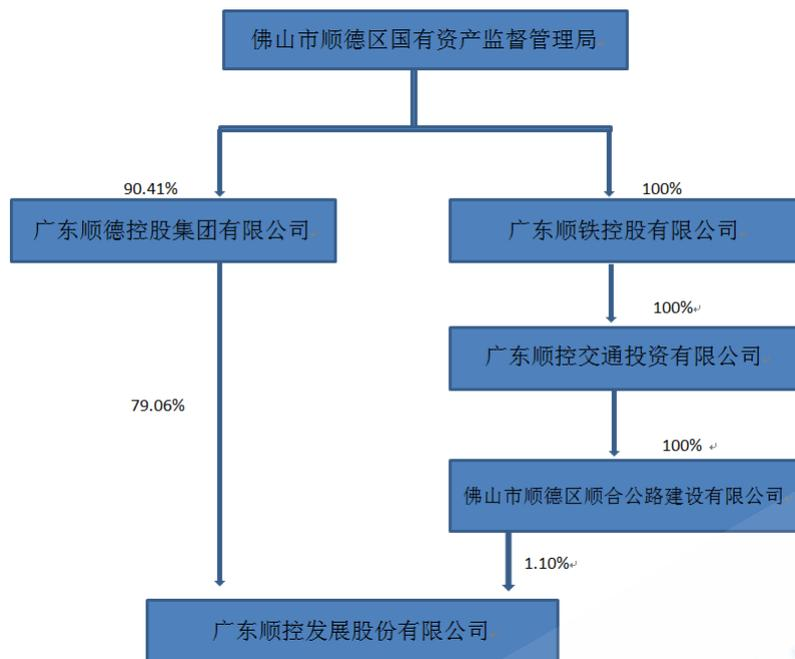 佛山市顺德区国有资产监督管理局
90.41%
100%
广东顺德控股集团有限公司
广东顺铁控股有限公司
100%
广东顺控交通投资有限公司
79.06%
100%
佛山市顺德区顺合公路建设有限公司
1.10%
广东顺控发展股份有限公司